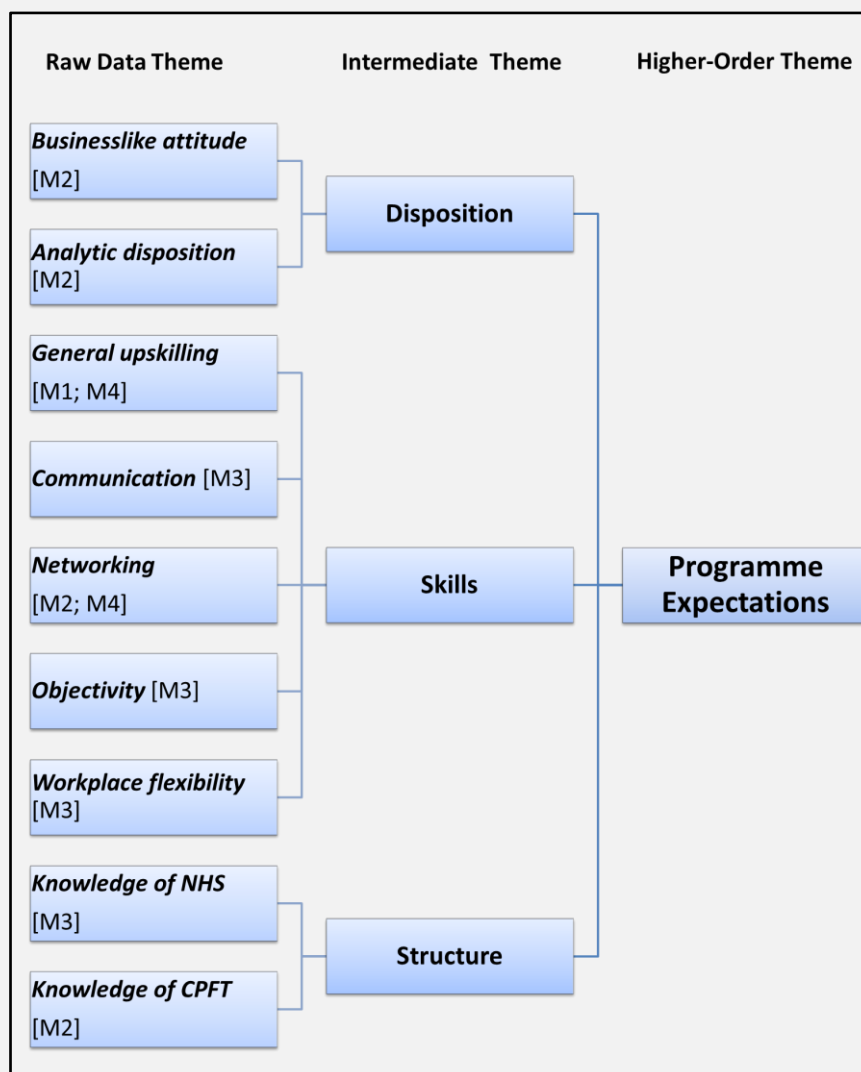 Raw Data Theme
Intermediate Theme
Higher-Order Theme
Businesslike attitude
[M2]
Analytic disposition
[M2]
Disposition
General upskilling
[M1; M4]
Communication [M3]
Networking
[M2; M4]
Objectivity [M3]
Workplace flexibility
[M3]
Skills
Knowledge of NHS
[M3]
Knowledge of CPFT
[M2]
Structure
Programme
Expectations